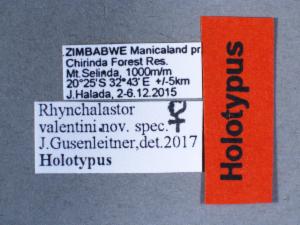 ZIMBABWE Manicaland pr.
Chirinda Forest Res.
Mt.Selinda, 1000m/m
20°25'S 32°43'E +/-5km
J.Halada, 2-6.12.2015
Rhynchalastor ♀
valentini nov. spec.
J.Gusenleitner,det.2017
Holotypus
Holotypus